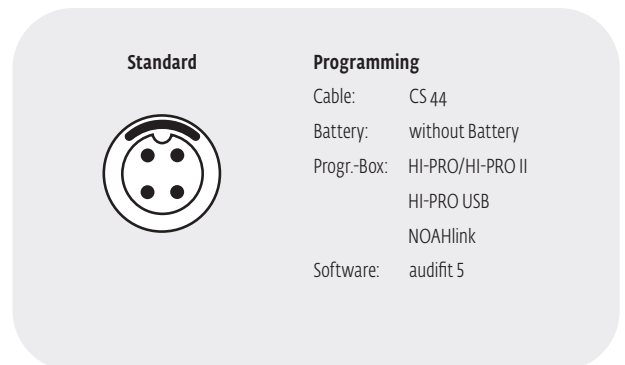 Standard
Programming
Cable: CS 44
Battery: without Battery
Progr.-Box: HI-PRO/HI-PRO II
HI-PRO USB
NOAHlink
Software: audifit 5